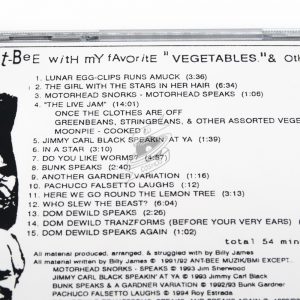 t-BEE WITH MY FAVORITE "VEGETABLES" & OTH
1. LUNAR EGG-CLIPS RUNS AMUCK (3:36)
2. THE GIRL WITH THE STARS IN HER HAIR (6:34)
3. MOTORHEAD SNORKS - MOTORHEAD SPEAKS (1:06)
4. "THE LIVE JAM" (14:01)
ONCE THE CLOTHES ARE OFF
GREENBEANS, STRINGBEANS, & OTHER ASSORTED VEGET
MOONPIE - COOKED
5. JIMMY CARL BLACK SPEAKIN' AT YA (1:39)
6. IN A STAR (3:10)
7. DO YOU LIKE WORMS?
8. BUNK SPEAKS (2:40)
9. ANOTHER GARDNER VARIATION (1:16)
10. PACHUCO FALSETTO LAUGHS (:34)
11. HERE WE GO ROUND THE LEMON TREE (3:13)
12. WHO SLEW THE BEAST? (4:04)
13. DOM DEWILD SPEAKS (:21)
14. DOM DEWILD TRANZFORMS (BEFORE YOUR VERY EARS)
15. DOM DEWILD SPEAKS AGAIN (1:02)
total 54 min
All material produced, arranged, & struggled with by Billy James
All material written by Billy James © 1991/92 ANT-BEE MUZIK/BMI EXCEPT
MOTORHEAD SNORKS - SPEAKS © 1993 Jim Sherwood
JIMMY CARL BLACK SPEAKIN' AT YA © 1993 Jimmy Carl Black
BUNK SPEAKS & A GARDNER VARIATION © 1992/93 Bunk Gardner
PACHUCO FALSETTO LAUGHS © 1994 Roy Estrada